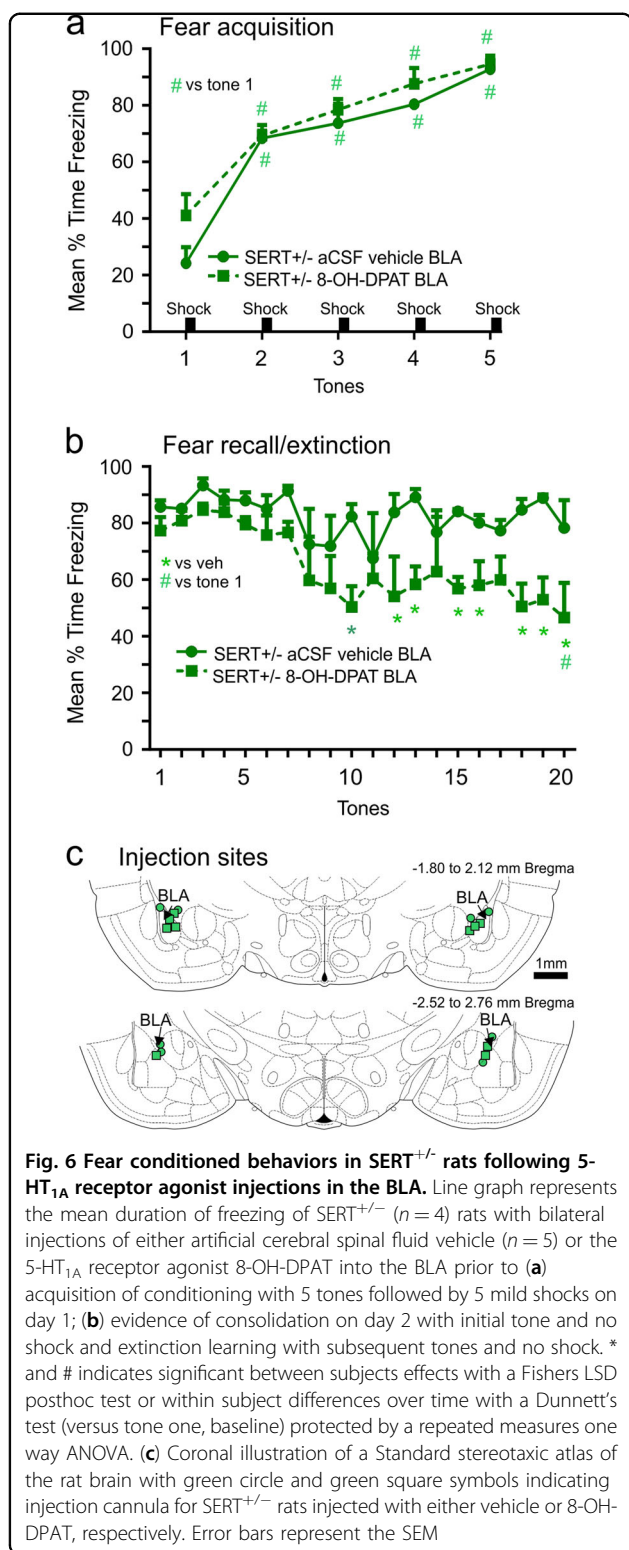 a Fear acquisition
Mean % Time Freezing
100
80
60
40
20
0
# vs tone 1
#
#
#
#
#
#
#
#
SERT+/- aCSF vehicle BLA
SERT+/- 8-OH-DPAT BLA
Shock Shock Shock Shock Shock
1 2 3 4 5
Tones
b Fear recall/extinction
Mean % Time Freezing
100
80
60
40
20
0
* vs veh
# vs tone 1
*
* *
* *
* *
*
#
SERT+/- aCSF vehicle BLA
SERT+/- 8-OH-DPAT BLA
1 5 10 15 20
Tones
c Injection sites
-1.80 to 2.12 mm Bregma
BLA BLA
1mm
-2.52 to 2.76 mm Bregma
BLA BLA
Fig. 6 Fear conditioned behaviors in SERT+/- rats following 5-
HT1A receptor agonist injections in the BLA. Line graph represents
the mean duration of freezing of SERT+/− (n = 4) rats with bilateral
injections of either artificial cerebral spinal fluid vehicle (n = 5) or the
5-HT1A receptor agonist 8-OH-DPAT into the BLA prior to (a)
acquisition of conditioning with 5 tones followed by 5 mild shocks on
day 1; (b) evidence of consolidation on day 2 with initial tone and no
shock and extinction learning with subsequent tones and no shock. *
and # indicates significant between subjects effects with a Fishers LSD
posthoc test or within subject differences over time with a Dunnett's
test (versus tone one, baseline) protected by a repeated measures one
way ANOVA. (c) Coronal illustration of a Standard stereotaxic atlas of
the rat brain with green circle and green square symbols indicating
injection cannula for SERT+/− rats injected with either vehicle or 8-OH-
DPAT, respectively. Error bars represent the SEM